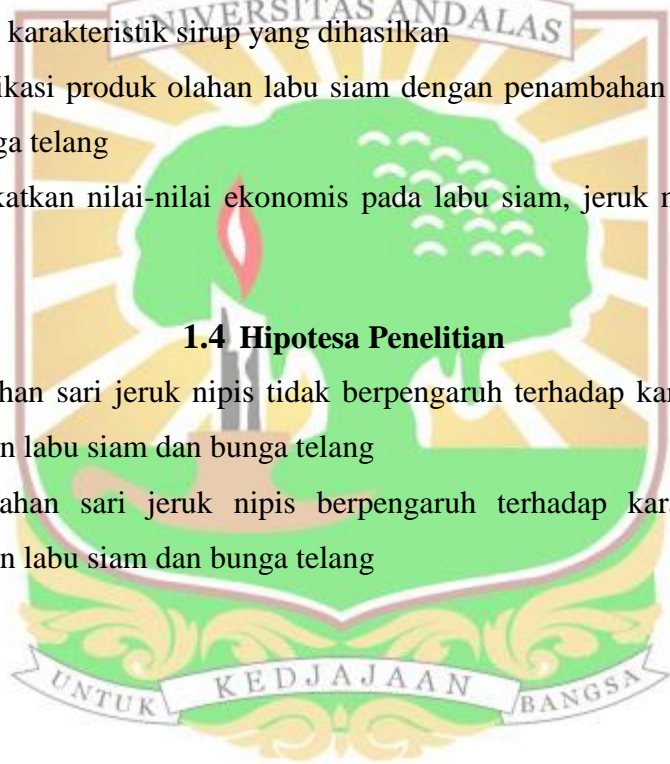 UNIVERSITAS ANDALAS
karakteristik sirup yang dihasilkan
ikasi produk olahan labu siam dengan penambahan
ga telang
katkan nilai-nilai ekonomis pada labu siam, jeruk n
1.4 Hipotesa Penelitian
han sari jeruk nipis tidak berpengaruh terhadap kar
n labu siam dan bunga telang
ahan sari jeruk nipis berpengaruh terhadap kara
n labu siam dan bunga telang
UNTUK KEDJAJAAN BANGSA